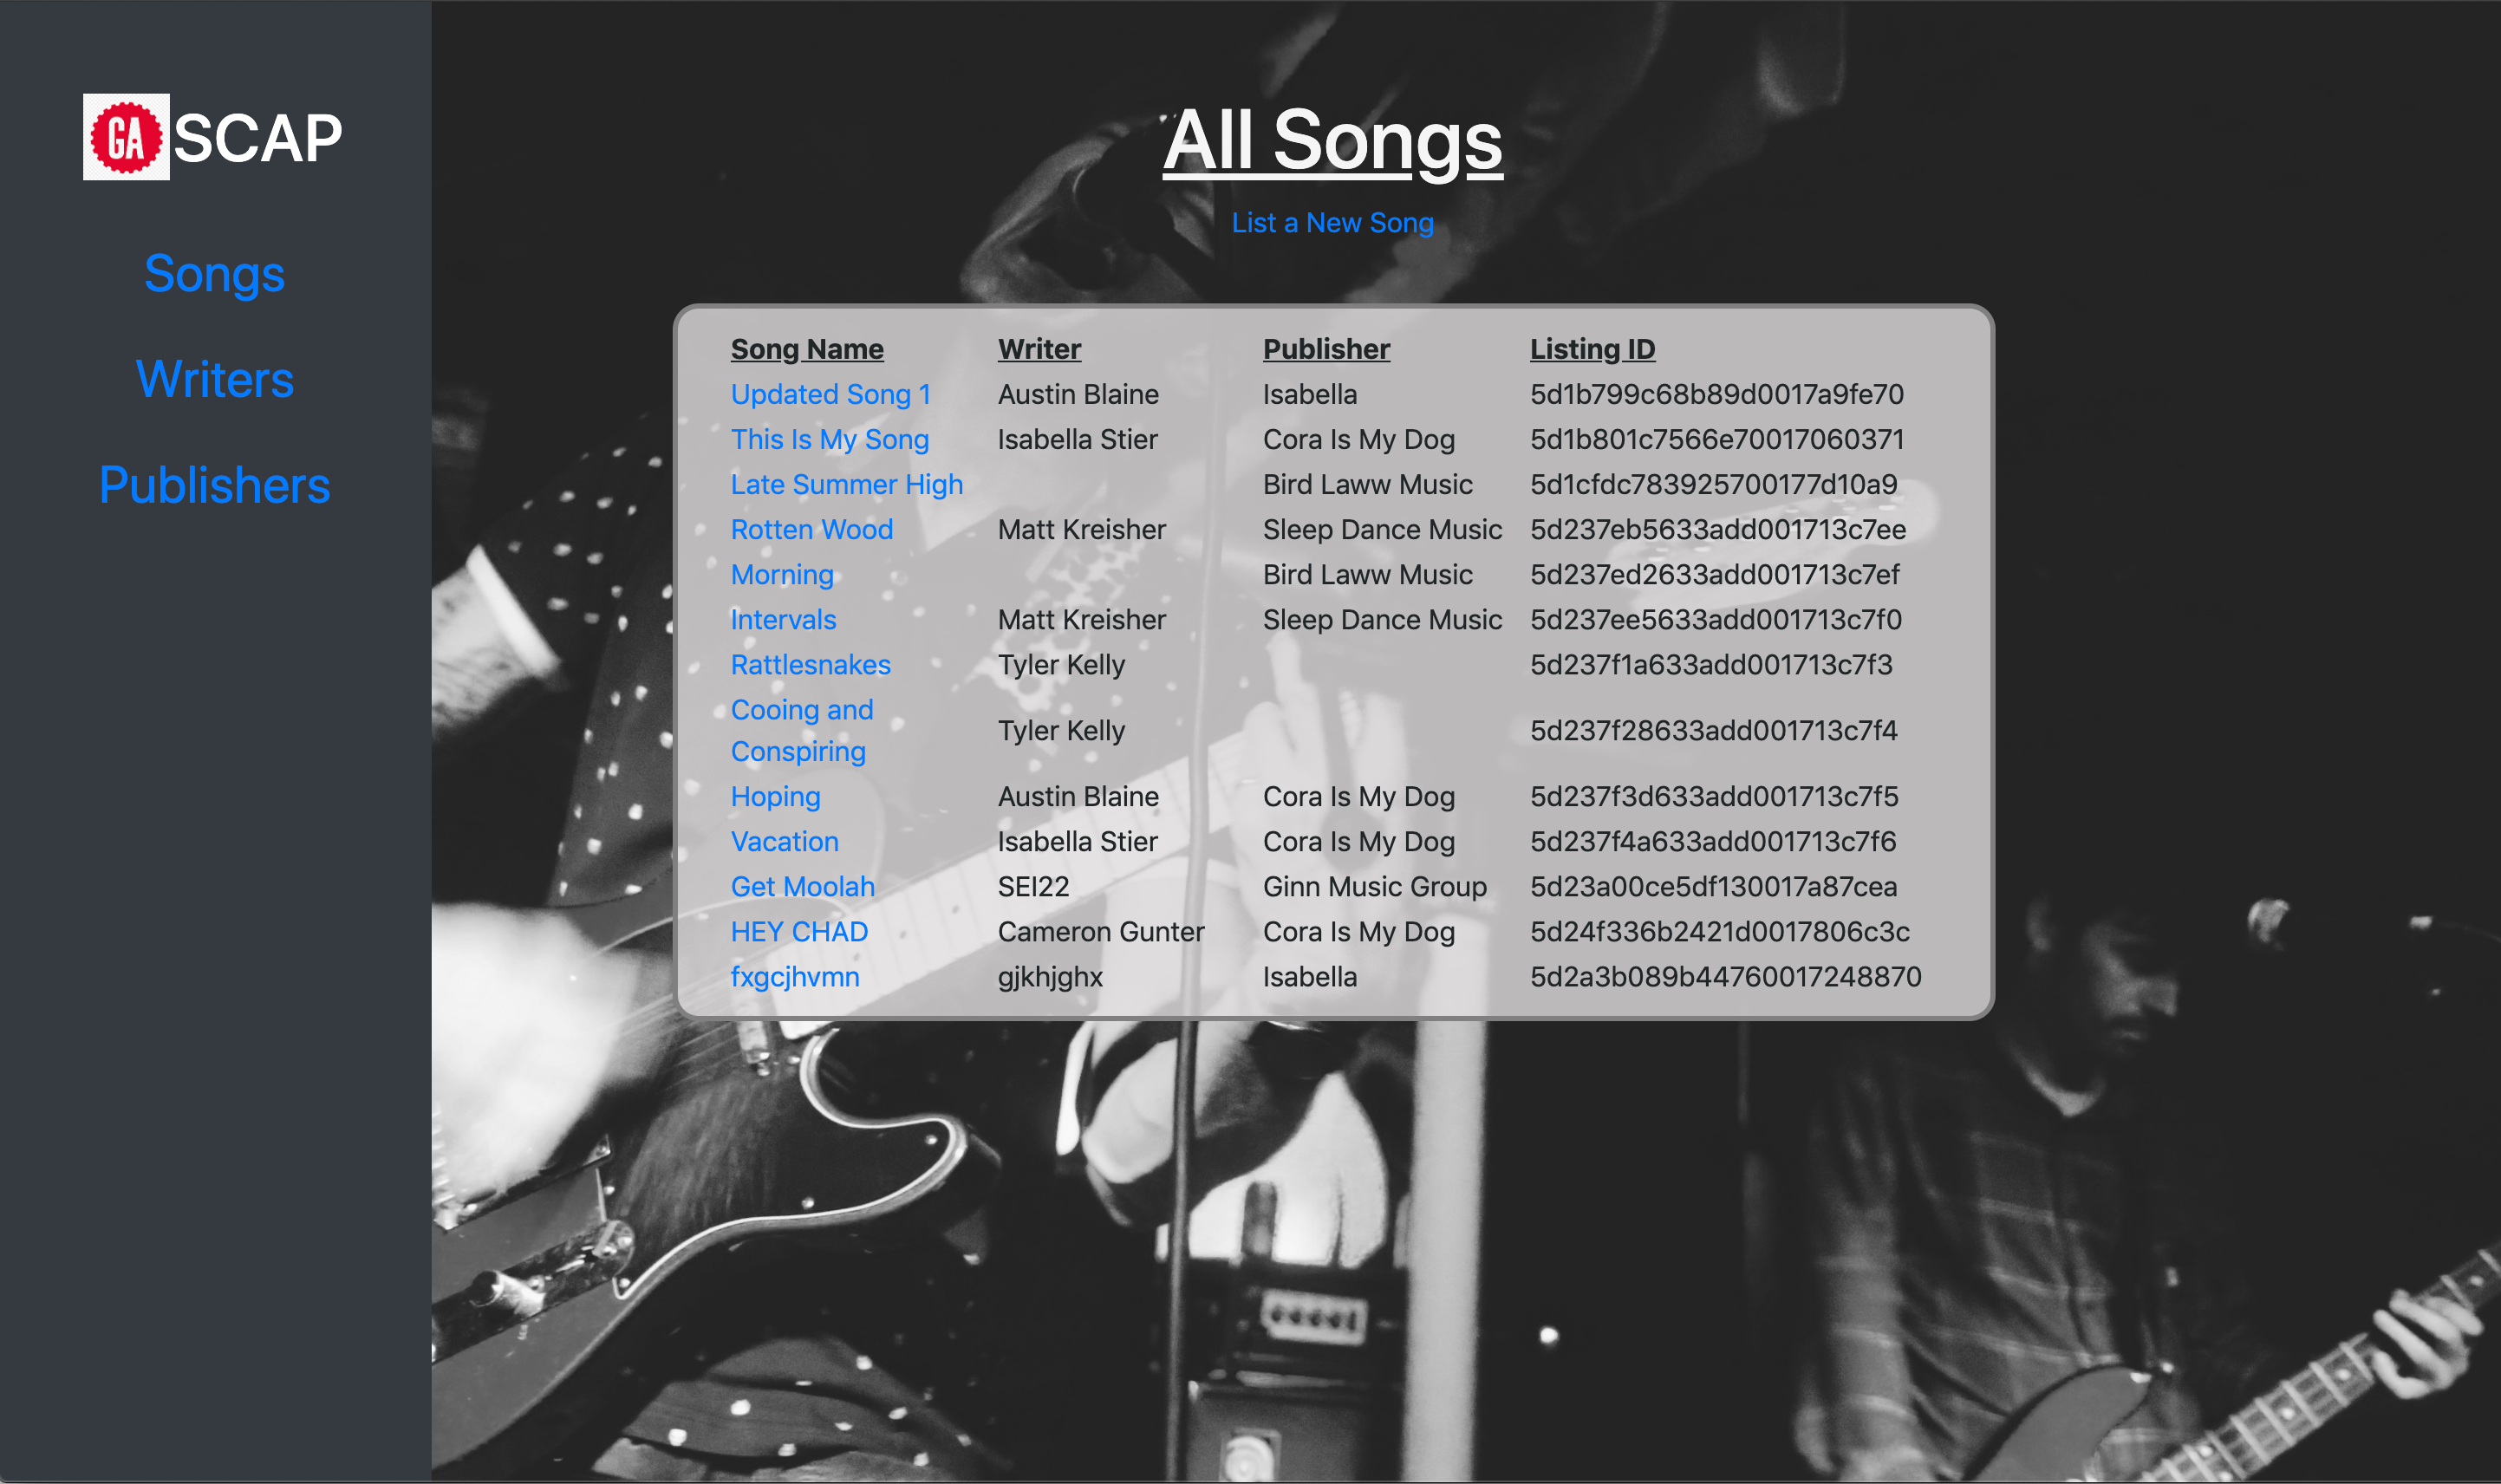 GA SCAP
Songs
Writers
Publishers
All Songs
List a New Song
Song Name Writer Publisher Listing ID
Updated Song 1 Austin Blaine Isabella 5d1b799c68b89d0017a9fe70
This Is My Song Isabella Stier Cora Is My Dog 5d1b801c7566e70017060371
Late Summer High Bird Laww Music 5d1cfdc783925700177d10a9
Rotten Wood Matt Kreisher Sleep Dance Music 5d237eb5633add001713c7ee
Morning Bird Laww Music 5d237ed2633add001713c7ef
Intervals Matt Kreisher Sleep Dance Music 5d237ee5633add001713c7f0
Rattlesnakes Tyler Kelly 5d237f1a633add001713c7f3
Cooing and
Conspiring Tyler Kelly 5d237f28633add001713c7f4
Hoping Austin Blaine Cora Is My Dog 5d237f3d633add001713c7f5
Vacation Isabella Stier Cora Is My Dog 5d237f4a633add001713c7f6
Get Moolah SEI22 Ginn Music Group 5d23a00ce5df130017a87cea
HEY CHAD Cameron Gunter Cora Is My Dog 5d24f336b2421d0017806c3c
fxgcjhvmn gjkhjghx Isabella 5d2a3b089b44760017248870